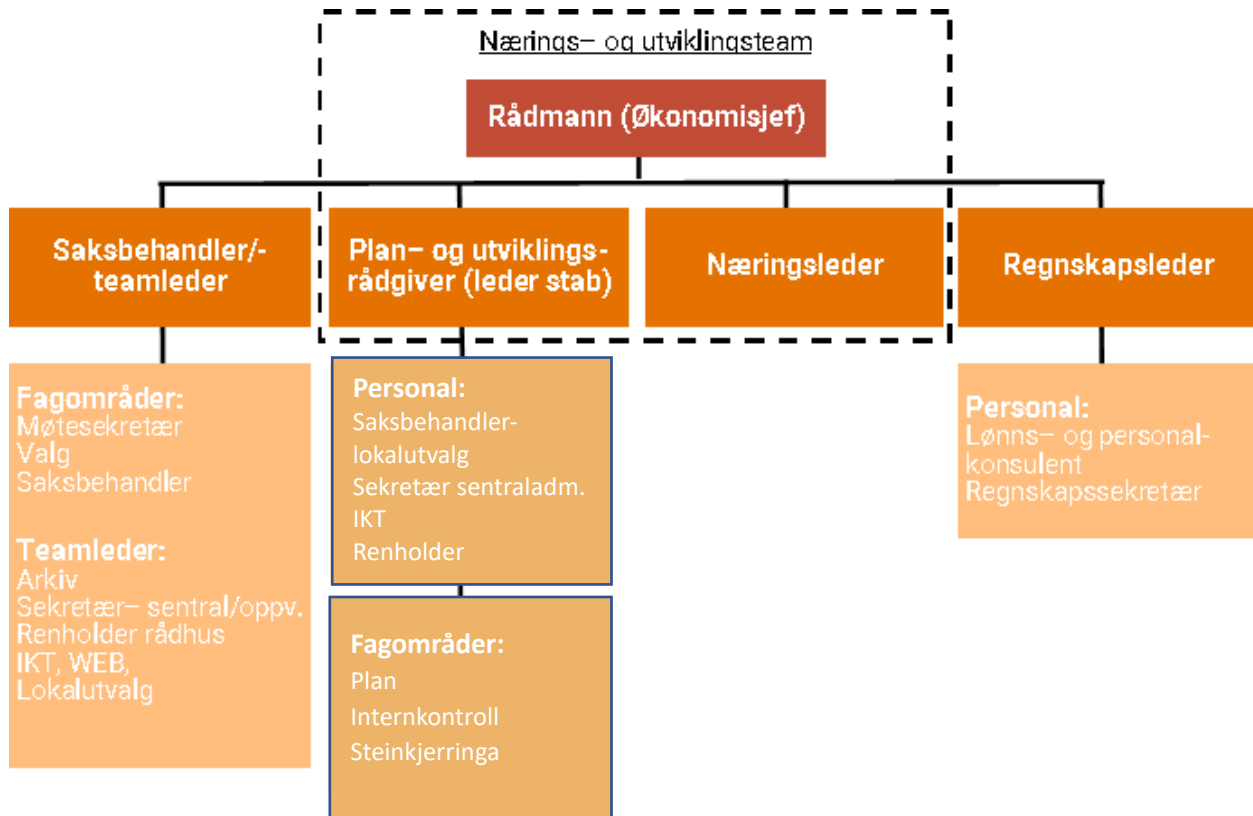 Nærings– og utviklingsteam
Rådmann (Økonomisjef)
Saksbehandler/-
teamleder
Plan– og utviklings-
rådgiver (leder stab)
Næringsleder
Regnskapsleder
Fagområder:
Møtesekretær
Valg
Saksbehandler
Teamleder:
Arkiv
Sekretær– sentral/oppv.
Renholder rådhus
IKT, WEB,
Lokalutvalg
Personal:
Saksbehandler-
lokalutvalg
Sekretær sentraladm.
IKT
Renholder
Fagområder:
Plan
Internkontroll
Steinkjerringa
Personal:
Lønns– og personal-
konsulent
Regnskapssekretær